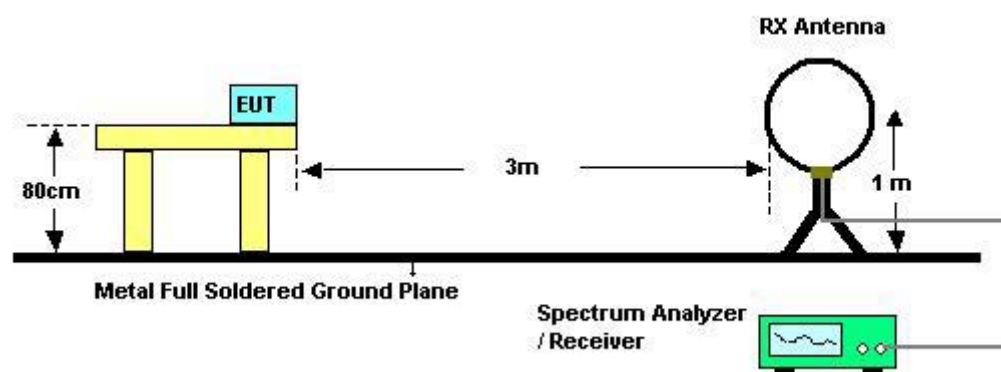 RX Antenna
EUT
3m
80cm
1 m
Metal Full Soldered Ground Plane
Spectrum Analyzer
/ Receiver